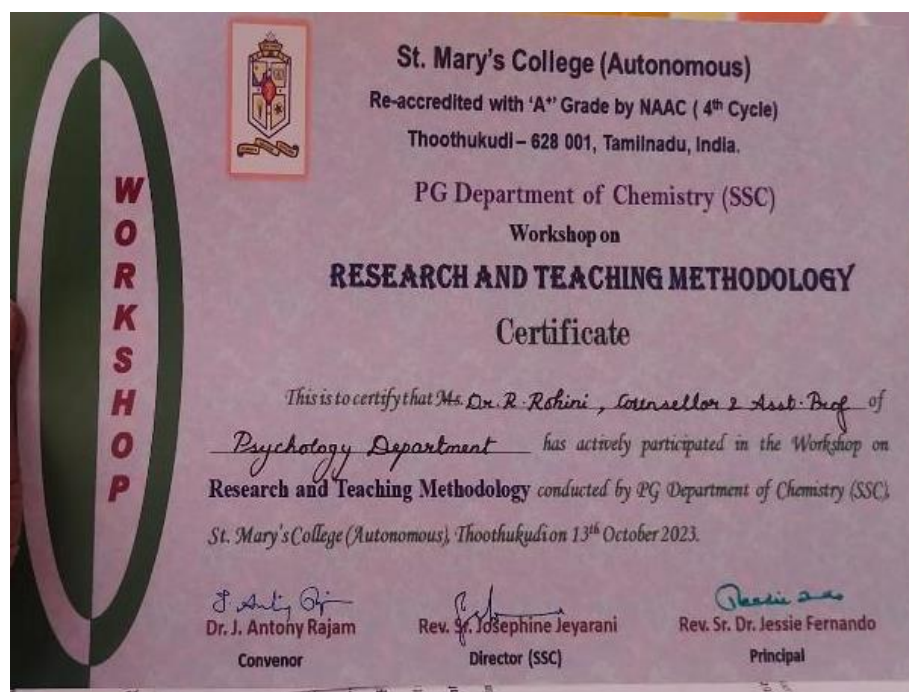 St. Mary's College (Autonomous)
Re-accredited with 'A+' Grade by NAAC ( 4th Cycle)
Thoothukudi – 628 001, Tamilnadu, India.
PG Department of Chemistry (SSC)
Workshop on
RESEARCH AND TEACHING METHODOLOGY
Certificate
WORKSHOP
This is to certify that Ms. Dr. R. Rohini, Counsellor & Asst. Prof of
Psychology Department has actively participated in the Workshop on
Research and Teaching Methodology conducted by PG Department of Chemistry (SSC),
St. Mary's College (Autonomous), Thoothukudi on 13th October 2023.
Dr. J. Antony Rajam
Convenor
Rev. Sr. Josephine Jeyarani
Director (SSC)
Rev. Sr. Dr. Jessie Fernando
Principal